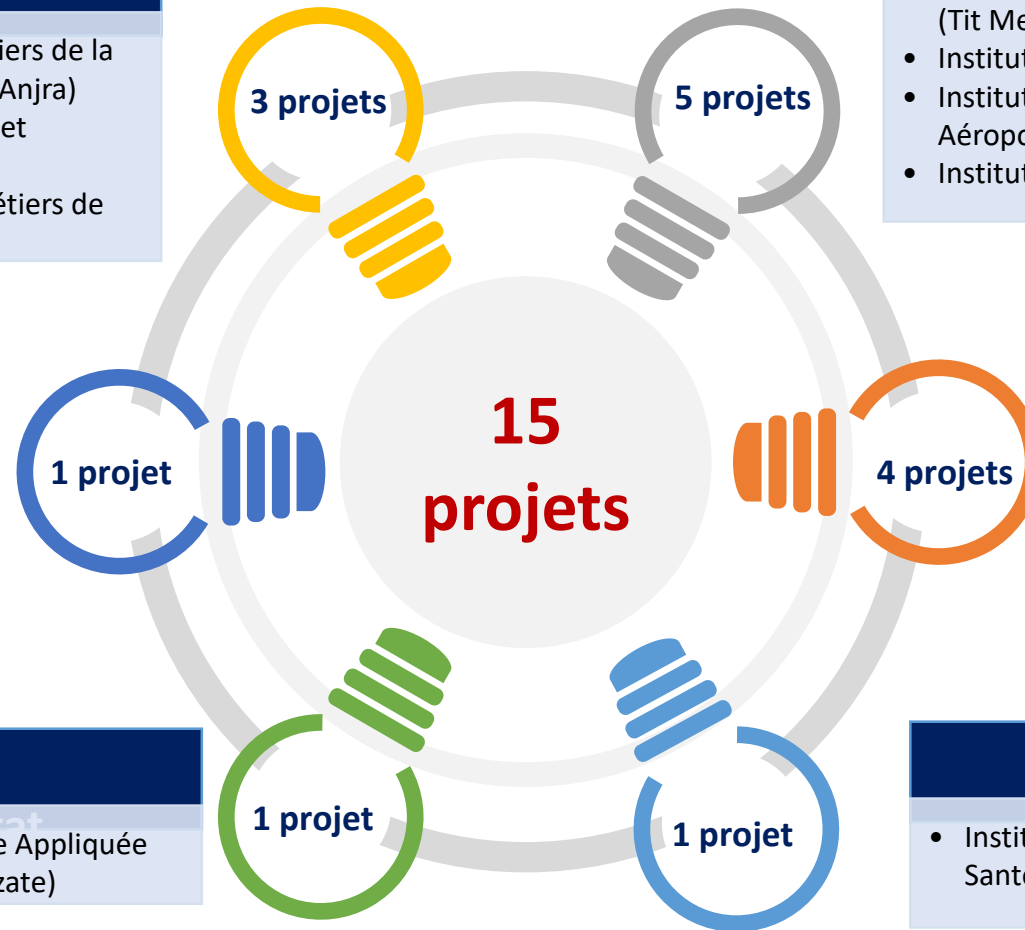 iers de la
Anjra)
et
étiers de
3 projets
5 projets
(Tit Me
• Institut
• Institut
Aéropo
• Institut
1 projet
15
projets
4 projets
e Appliquée
zate)
1 projet
1 projet
• Instit
Sant